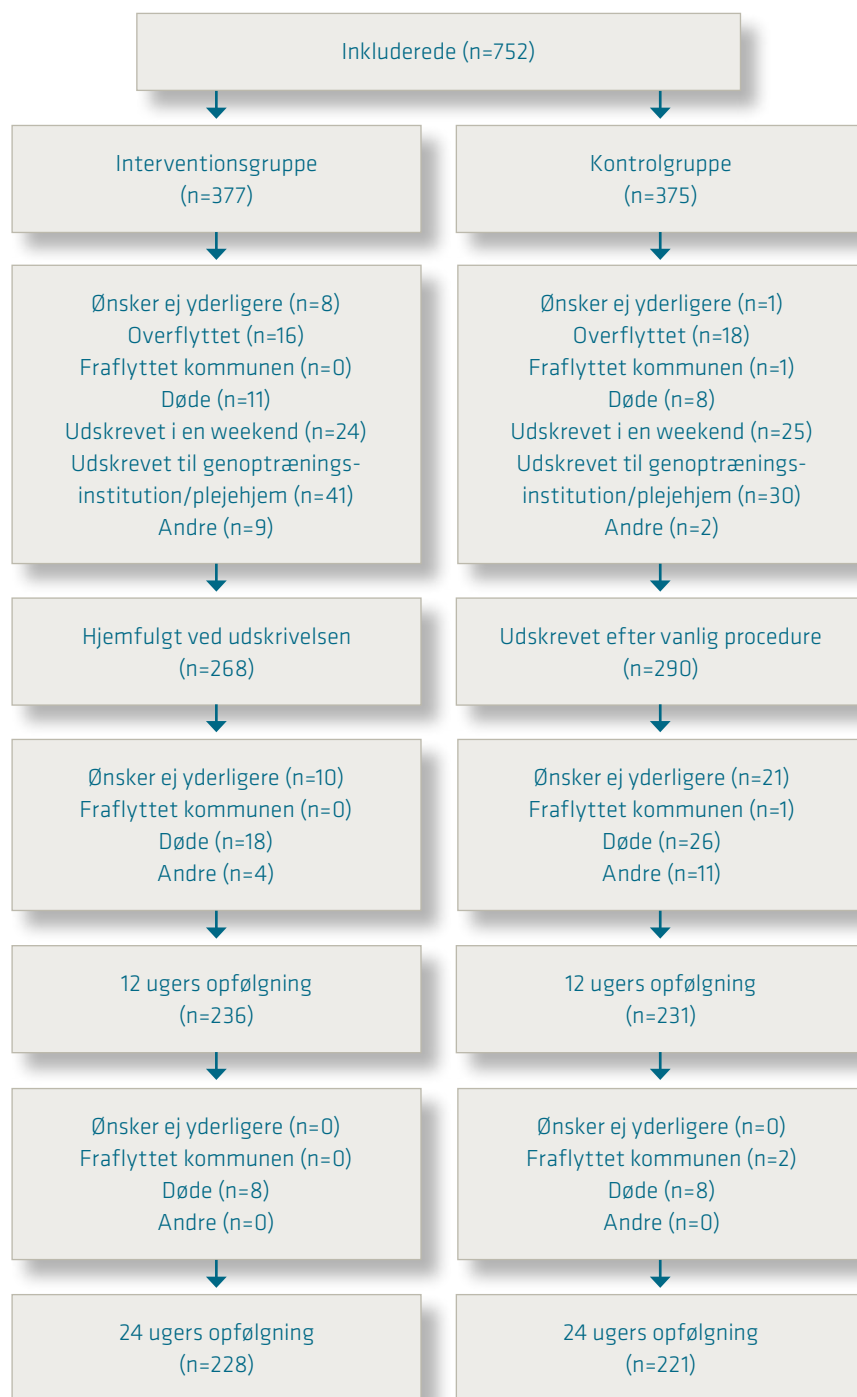 Inkluderede (n=752)
Interventionsgruppe
(n=377)
Kontrolgruppe
(n=375)
Ønsker ej yderligere (n=8)
Overflyttet (n=16)
Fraflyttet kommunen (n=0)
Døde (n=11)
Udskrevet i en weekend (n=24)
Udskrevet til genoptrænings-
institution/plejehjem (n=41)
Andre (n=9)
Ønsker ej yderligere (n=1)
Overflyttet (n=18)
Fraflyttet kommunen (n=1)
Døde (n=8)
Udskrevet i en weekend (n=25)
Udskrevet til genoptrænings-
institution/plejehjem (n=30)
Andre (n=2)
Hjemfulgt ved udskrivelsen
(n=268)
Udskrevet efter vanlig procedure
(n=290)
Ønsker ej yderligere (n=10)
Fraflyttet kommunen (n=0)
Døde (n=18)
Andre (n=4)
Ønsker ej yderligere (n=21)
Fraflyttet kommunen (n=1)
Døde (n=26)
Andre (n=11)
12 ugers opfølgning
(n=236)
12 ugers opfølgning
(n=231)
Ønsker ej yderligere (n=0)
Fraflyttet kommunen (n=0)
Døde (n=8)
Andre (n=0)
Ønsker ej yderligere (n=0)
Fraflyttet kommunen (n=2)
Døde (n=8)
Andre (n=0)
24 ugers opfølgning
(n=228)
24 ugers opfølgning
(n=221)